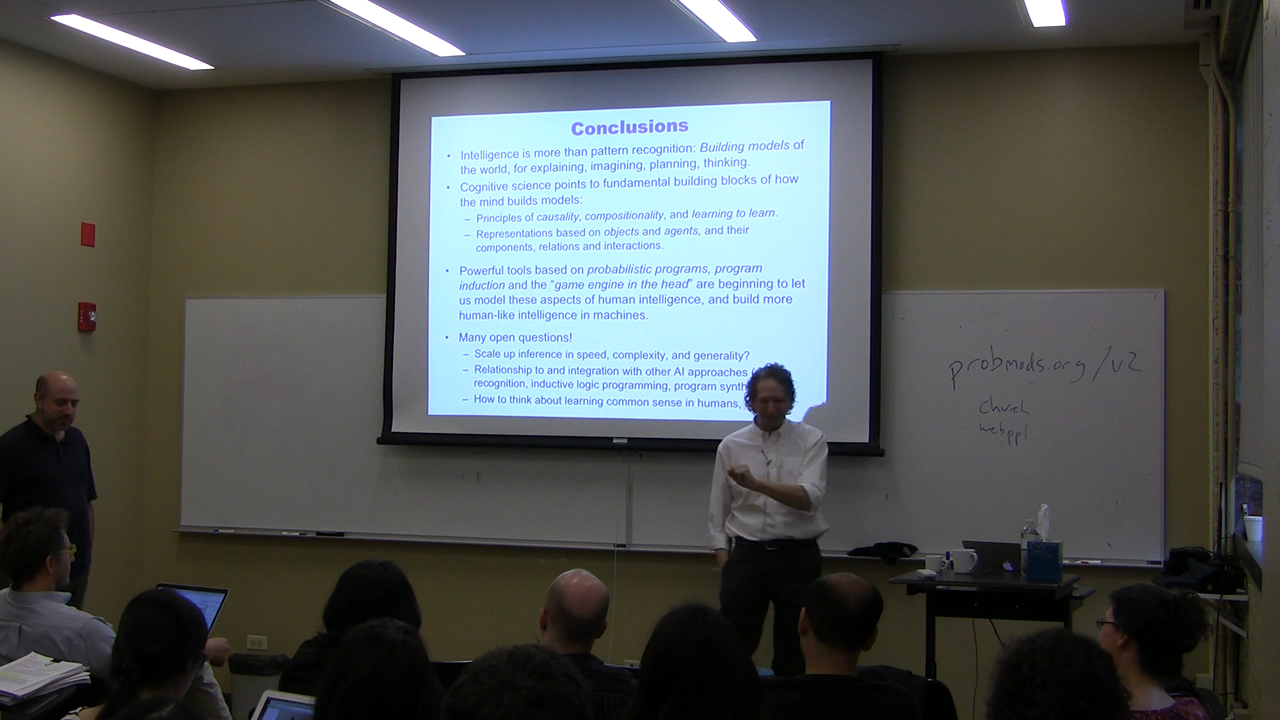 Conclusions
• Intelligence is more than pattern recognition: Building models of
the world, for explaining, imagining, planning, thinking.
• Cognitive science points to fundamental building blocks of how
the mind builds models:
– Principles of causality, compositionality, and learning to learn.
– Representations based on objects and agents, and their
components, relations and interactions.
• Powerful tools based on probabilistic programs, program
induction and the "game engine in the head" are beginning to let
us model these aspects of human intelligence, and build more
human-like intelligence in machines.
• Many open questions!
– Scale up inference in speed, complexity, and generality?
– Relationship to and integration with other AI approaches
recognition, inductive logic programming, program
– How to think about learning common sense in humans,
probmods.org/v2
church
webppl